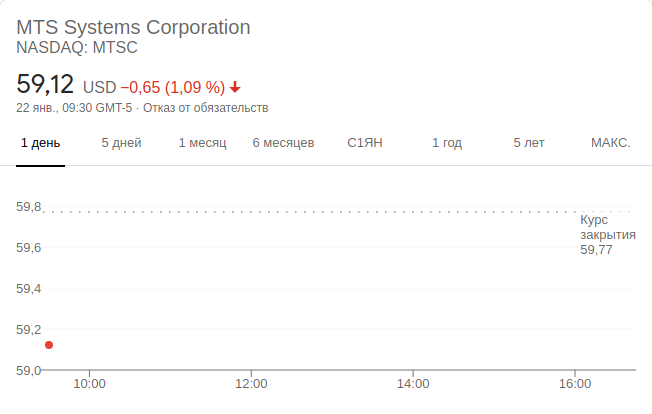 MTS Systems Corporation
NASDAQ: MTSC
59,12 USD −0,65 (1,09 %)
22 янв., 09:30 GMT-5 · Отказ от обязательств
1 день 5 дней 1 месяц 6 месяцев С1ЯН 1 год 5 лет МАКС.
59,8
Курс
закрытия
59,77
59,6
59,4
59,2
59,0
10:00 12:00 14:00 16:00